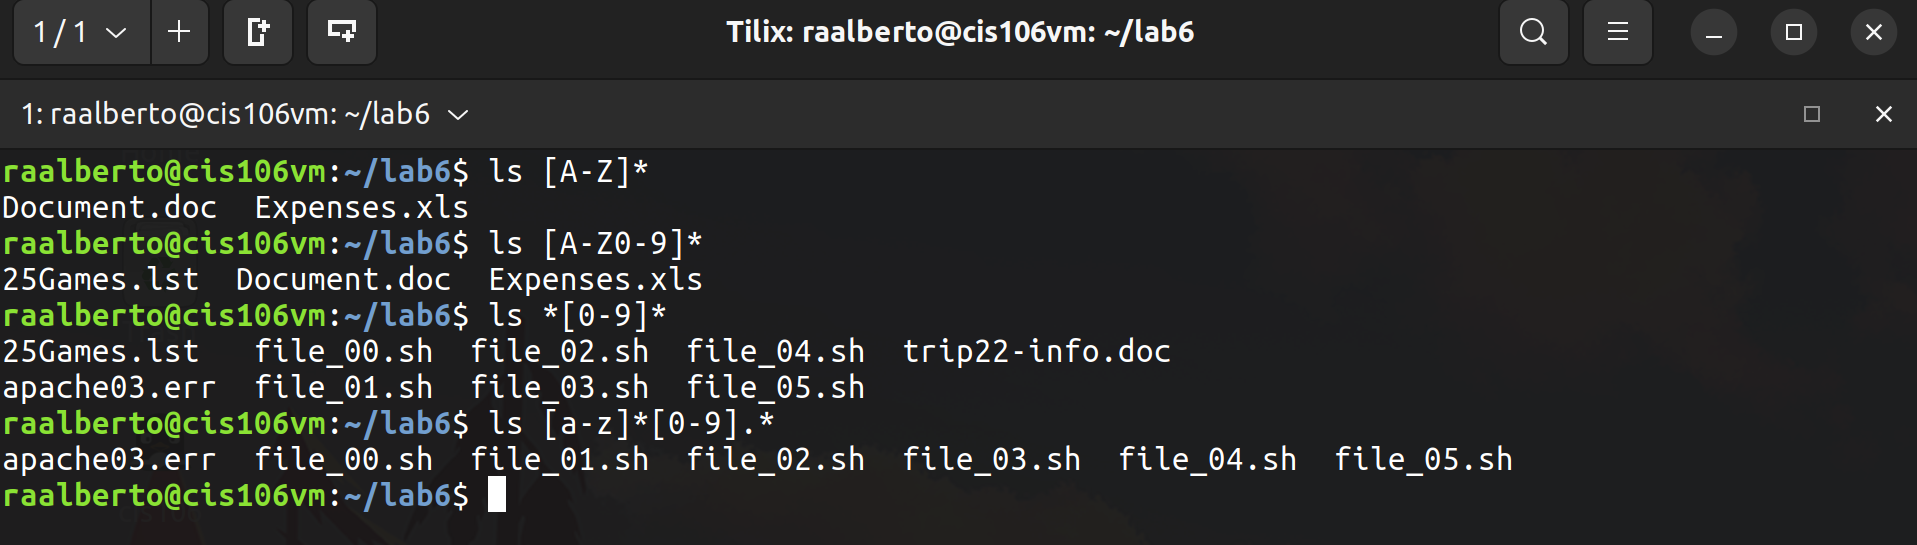 1 / 1
Tilix: raalberto@cis106vm: ~/lab6
1: raalberto@cis106vm: ~/lab6
raalberto@cis106vm:~/lab6$ ls [A-Z]*
Document.doc  Expenses.xls
raalberto@cis106vm:~/lab6$ ls [A-Z0-9]*
25Games.lst  Document.doc  Expenses.xls
raalberto@cis106vm:~/lab6$ ls *[0-9]*
25Games.lst   file_00.sh  file_02.sh  file_04.sh  trip22-info.doc
apache03.err  file_01.sh  file_03.sh  file_05.sh
raalberto@cis106vm:~/lab6$ ls [a-z]*[0-9].*
apache03.err  file_00.sh  file_01.sh  file_02.sh  file_03.sh  file_04.sh  file_05.sh
raalberto@cis106vm:~/lab6$